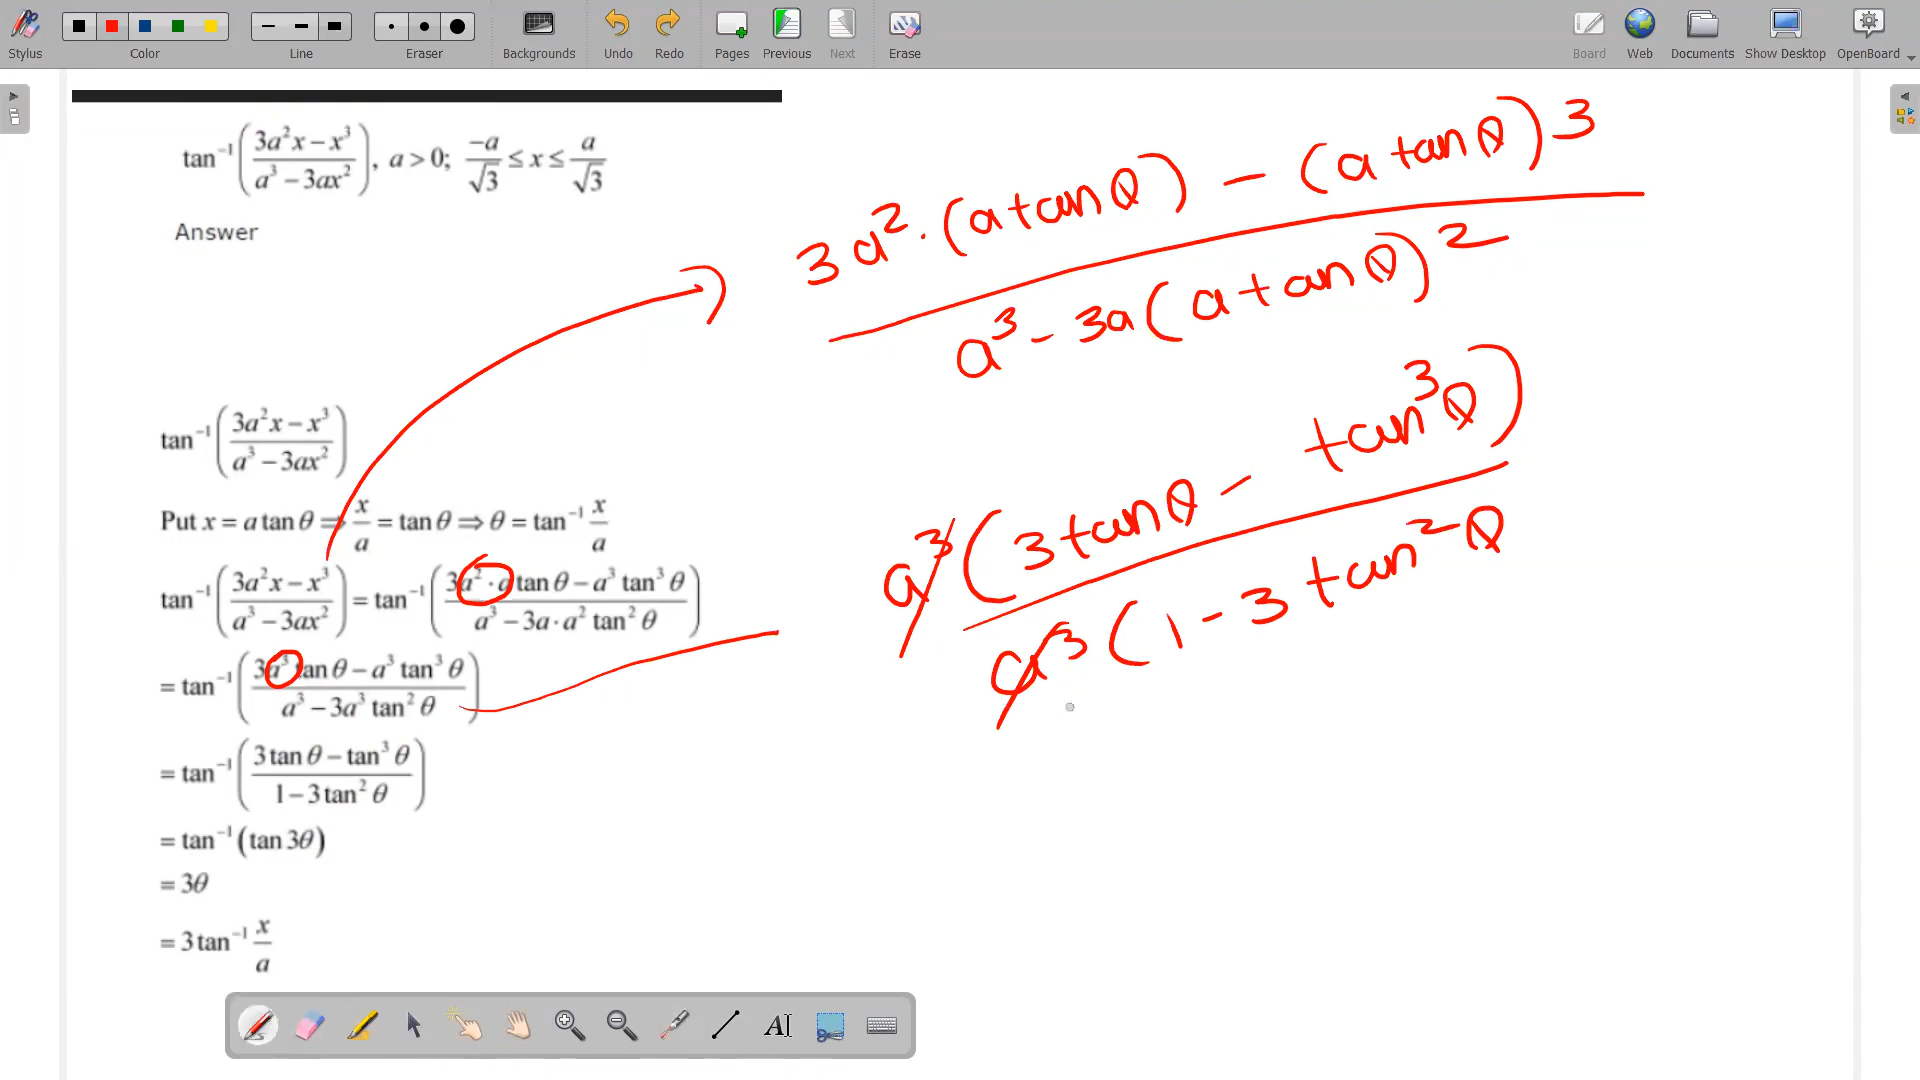 Stylus
Color
Line
Eraser
Backgrounds
Undo
Redo
Pages
Previous
Next
Erase
Board
Web
Documents
Show Desktop
OpenBoard
tan⁻¹((3a²x − x³)/(a³ − 3ax²)), a > 0; −a/√3 ≤ x ≤ a/√3
Answer
tan⁻¹((3a²x − x³)/(a³ − 3ax²))
Put x = a tan θ ⇒ x/a = tan θ ⇒ θ = tan⁻¹ x/a
tan⁻¹((3a²x − x³)/(a³ − 3ax²)) = tan⁻¹((3a² · a tan θ − a³ tan³ θ)/(a³ − 3a · a² tan² θ))
= tan⁻¹((3a³ tan θ − a³ tan³ θ)/(a³ − 3a³ tan² θ))
= tan⁻¹((3 tan θ − tan³ θ)/(1 − 3 tan² θ))
= tan⁻¹(tan 3θ)
= 3θ
= 3 tan⁻¹ x/a
3a² · (a tan θ) − (a tan θ)3
a³ − 3a (a tan θ)2
a³ (3 tan θ − tan³ θ)
a³ (1 − 3 tan² θ
AI